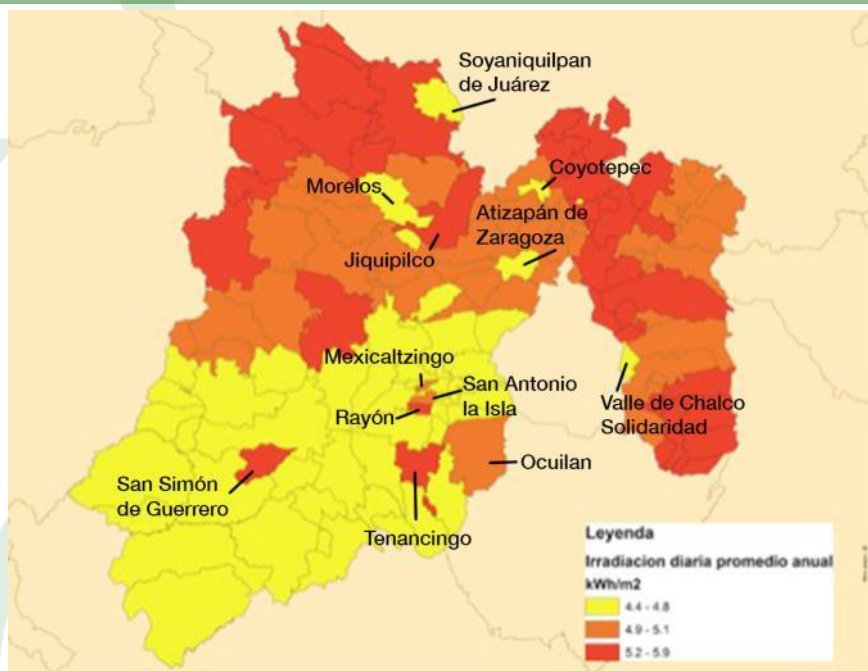 Soyaniquilpan
de Juárez
Coyotepec
Morelos
Atizapán de
Zaragoza
Jiquipilco
Mexicaltzingo
San Antonio
la Isla
Rayón
Valle de Chalco
Solidaridad
Ocuilan
San Simón
de Guerrero
Tenancingo
Leyenda
Irradiacion diaria promedio anual
kWh/m2
4.4 - 4.8
4.9 - 5.1
5.2 - 5.9